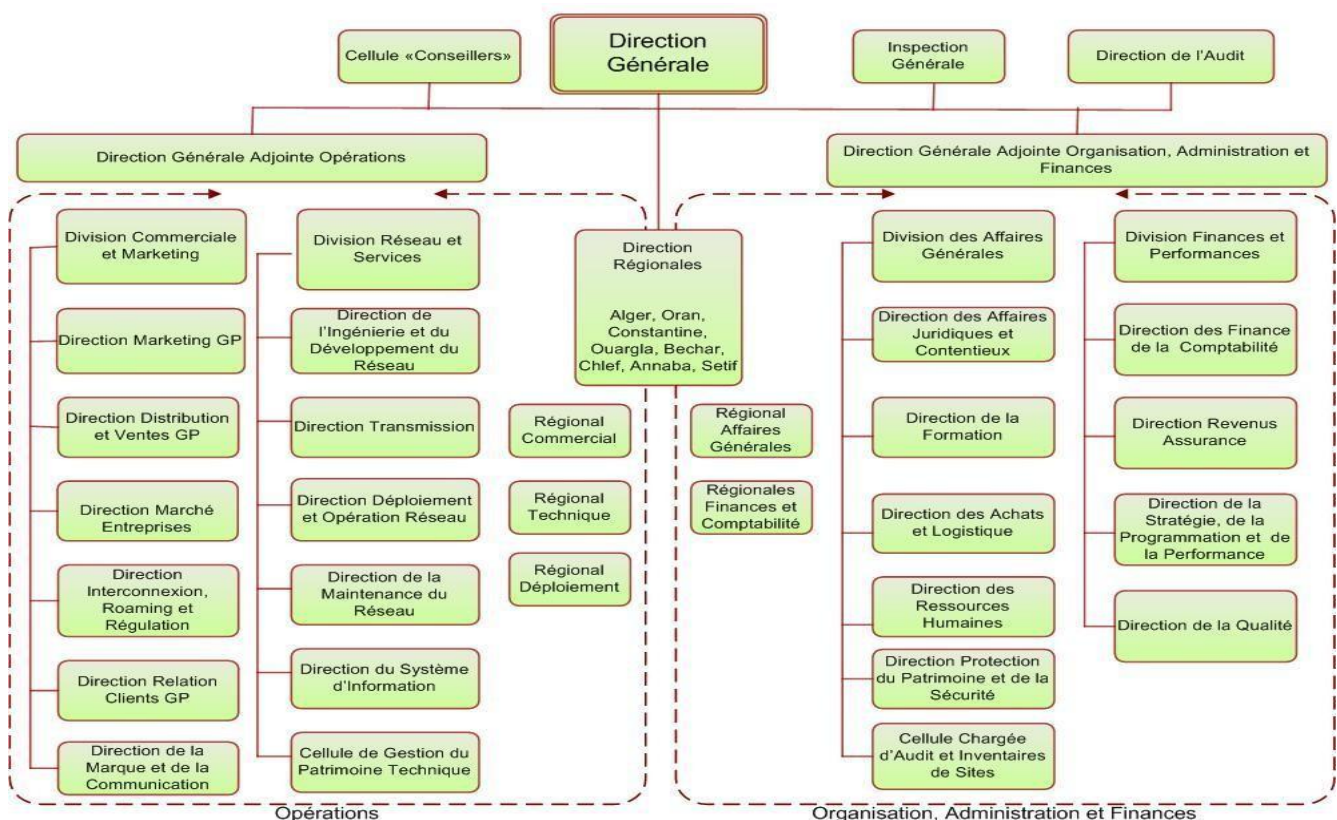 Cellule «Conseillers»
Direction
Générale
Inspection
Générale
Direction de l'Audit
Direction Générale Adjointe Opérations
Direction Générale Adjointe Organisation, Administration et
Finances
Division Commerciale
et Marketing
Direction Marketing GP
Direction Distribution
et Ventes GP
Direction Marché
Entreprises
Direction
Interconnexion,
Roaming et
Régulation
Direction Relation
Clients GP
Direction de la
Marque et de la
Communication
Division Réseau et
Services
Direction de
l'Ingénierie et du
Développement du
Réseau
Direction Transmission
Direction Déploiement
et Opération Réseau
Direction de la
Maintenance du
Réseau
Direction du Système
d'Information
Cellule de Gestion du
Patrimoine Technique
Direction
Régionales
Alger, Oran,
Constantine,
Ouargla, Bechar,
Chlef, Annaba, Setif
Régional
Commercial
Régional
Technique
Régional
Déploiement
Régional
Affaires
Générales
Régionales
Finances et
Comptabilité
Division des Affaires
Générales
Direction des Affaires
Juridiques et
Contentieux
Direction de la
Formation
Direction des Achats
et Logistique
Direction des
Ressources
Humaines
Direction Protection
du Patrimoine et de la
Sécurité
Cellule Chargée
d'Audit et Inventaires
de Sites
Division Finances et
Performances
Direction des Finance
de la Comptabilité
Direction Revenus
Assurance
Direction de la
Stratégie, de la
Programmation et de
la Performance
Direction de la Qualité
Opérations
Organisation, Administration et Finances